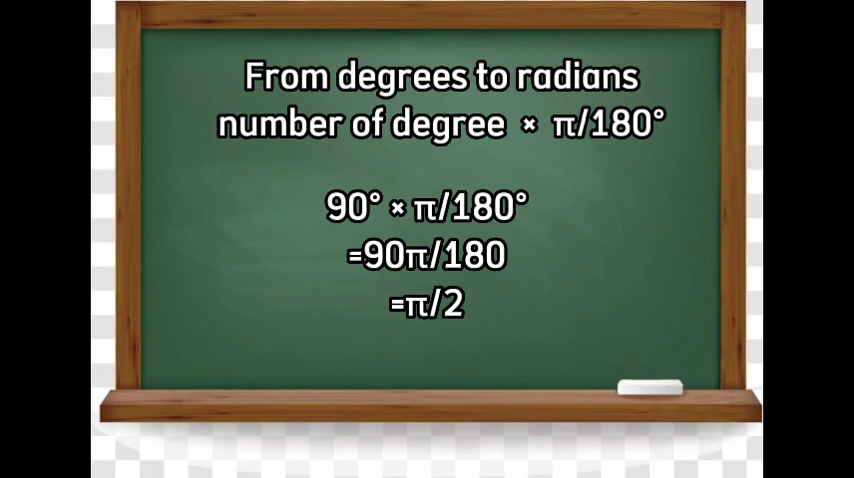 From degrees to radians
number of degree × π/180°
90° × π/180°
=90π/180
=π/2